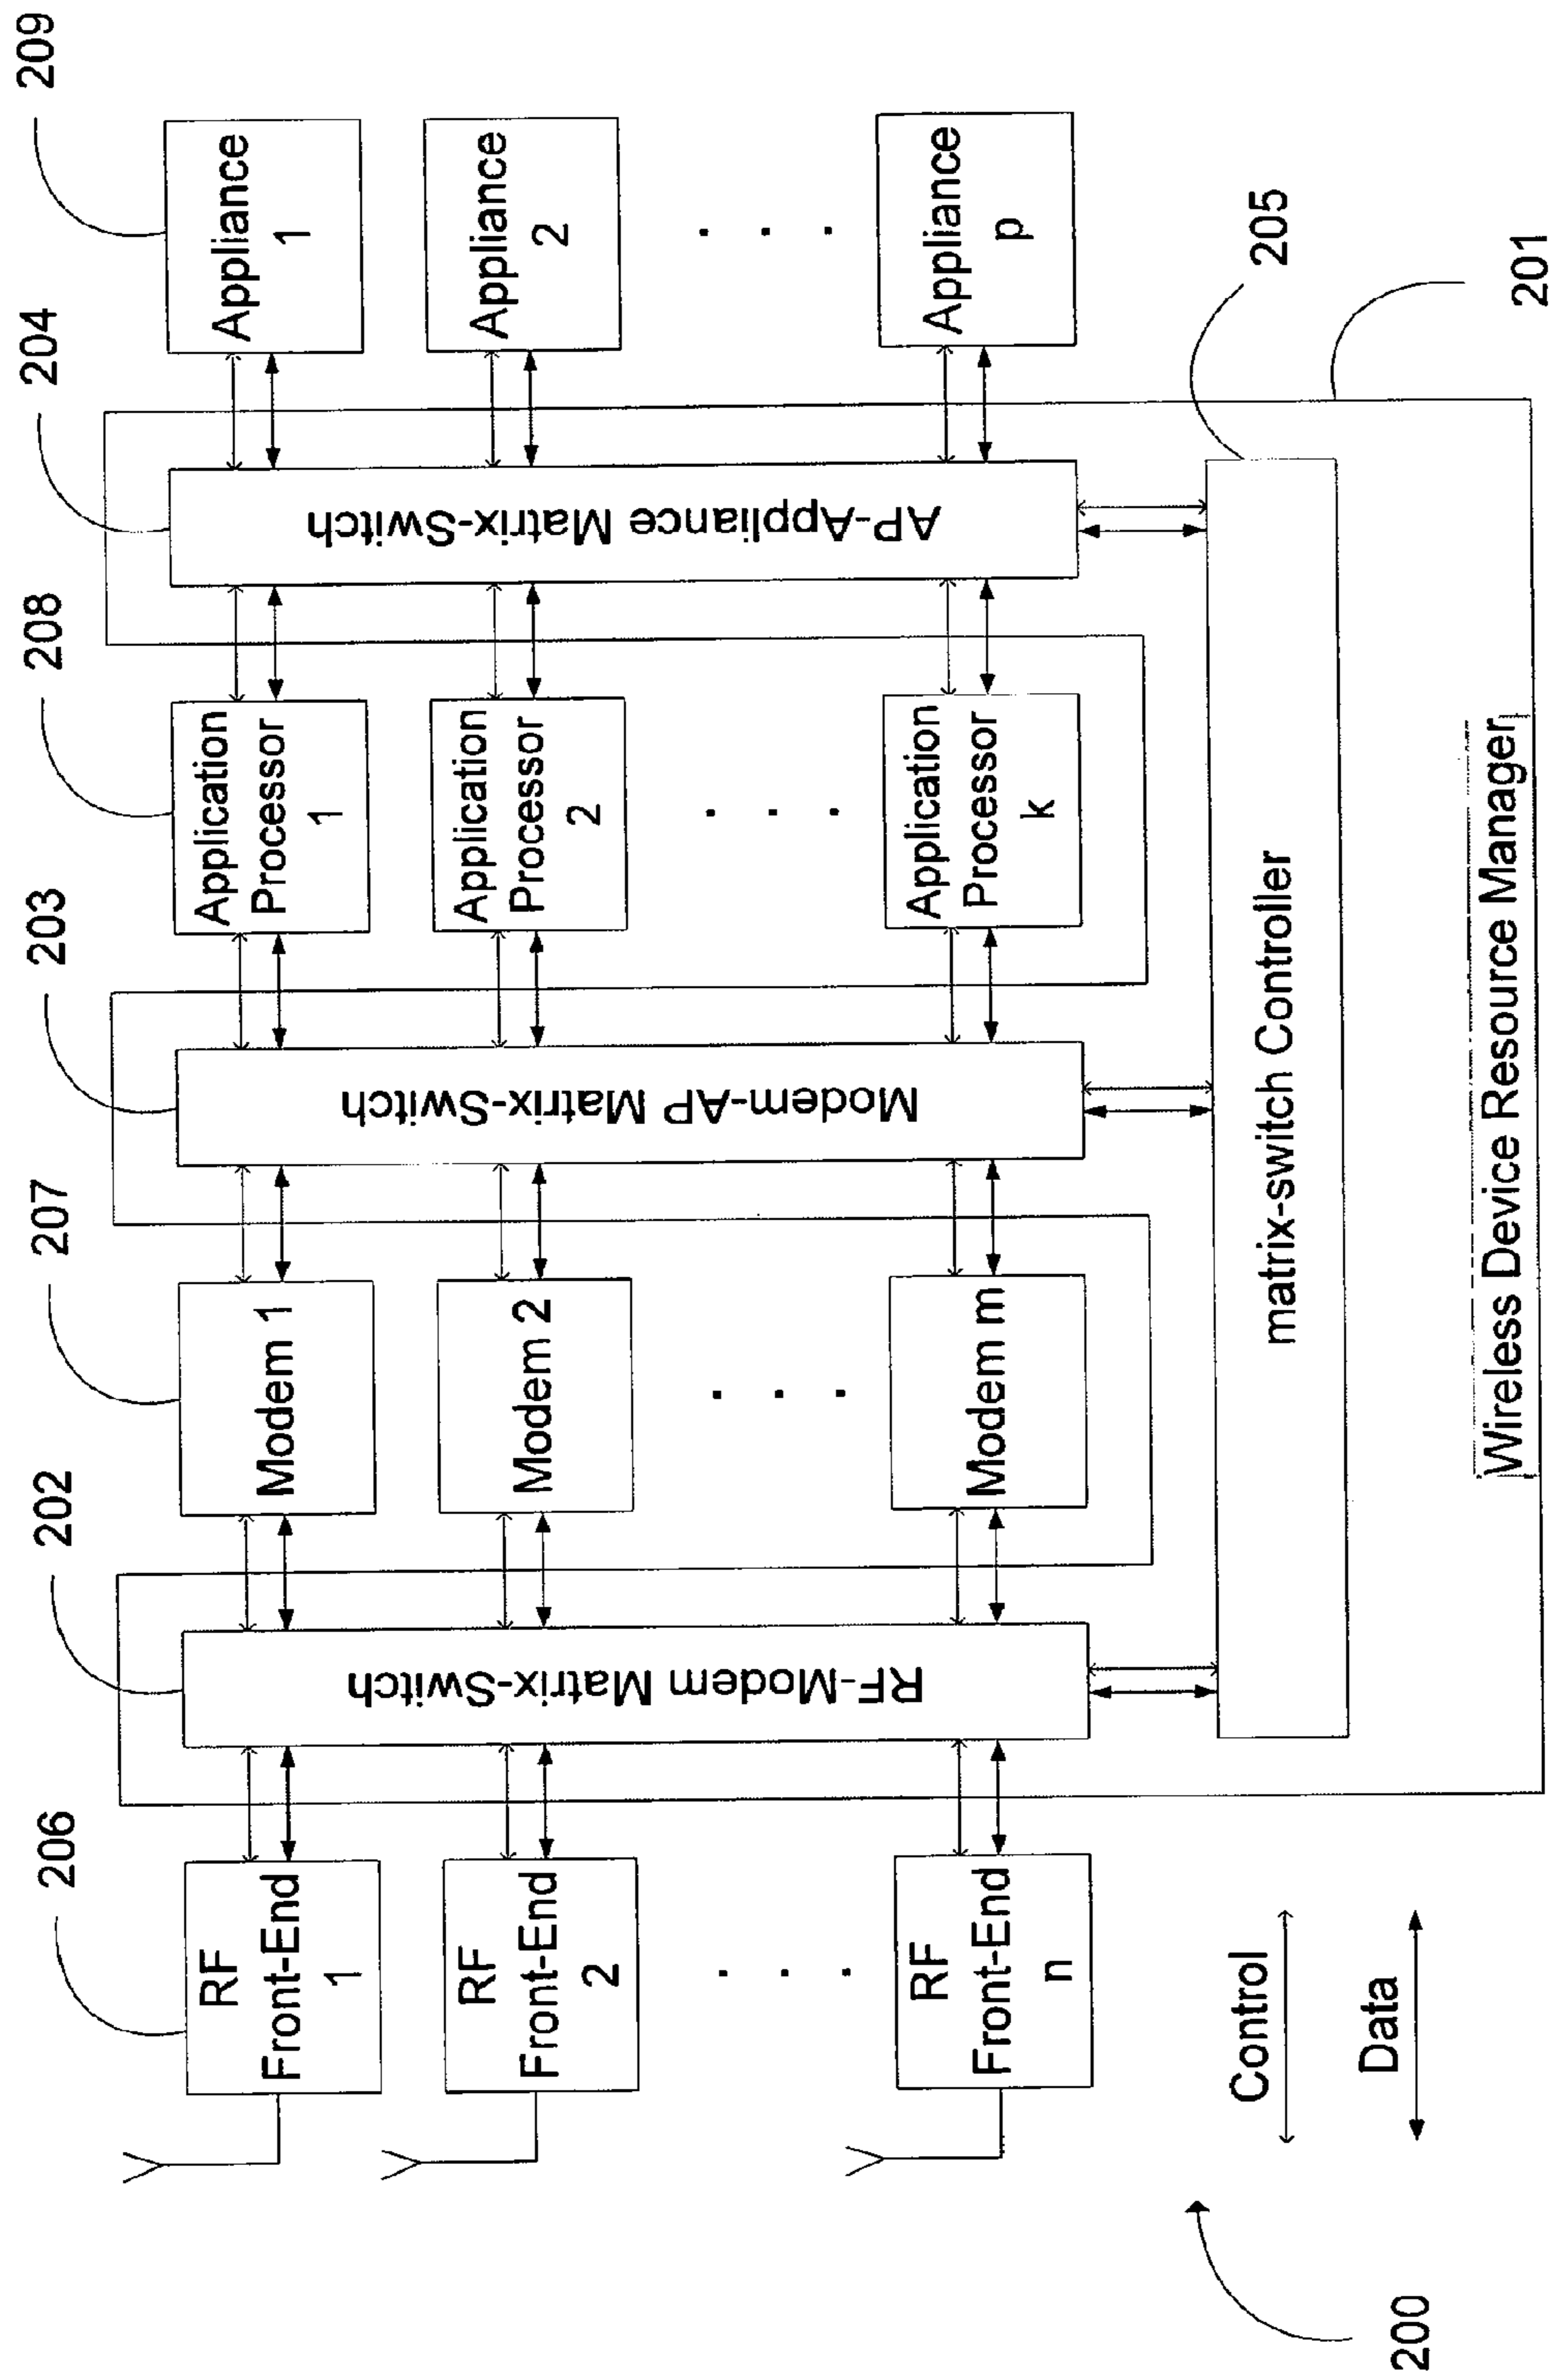 206
202
207
203
208
204
209
RF
Front-End
1
RF
Front-End
2
RF
Front-End
n
RF-Modem Matrix-Switch
Modem 1
Modem 2
Modem m
Modem-AP Matrix-Switch
Application
Processor
1
Application
Processor
2
Application
Processor
k
AP-Appliance Matrix-Switch
Appliance
1
Appliance
2
Appliance
p
matrix-switch Controller
205
Wireless Device Resource Manager
201
Control
Data
200